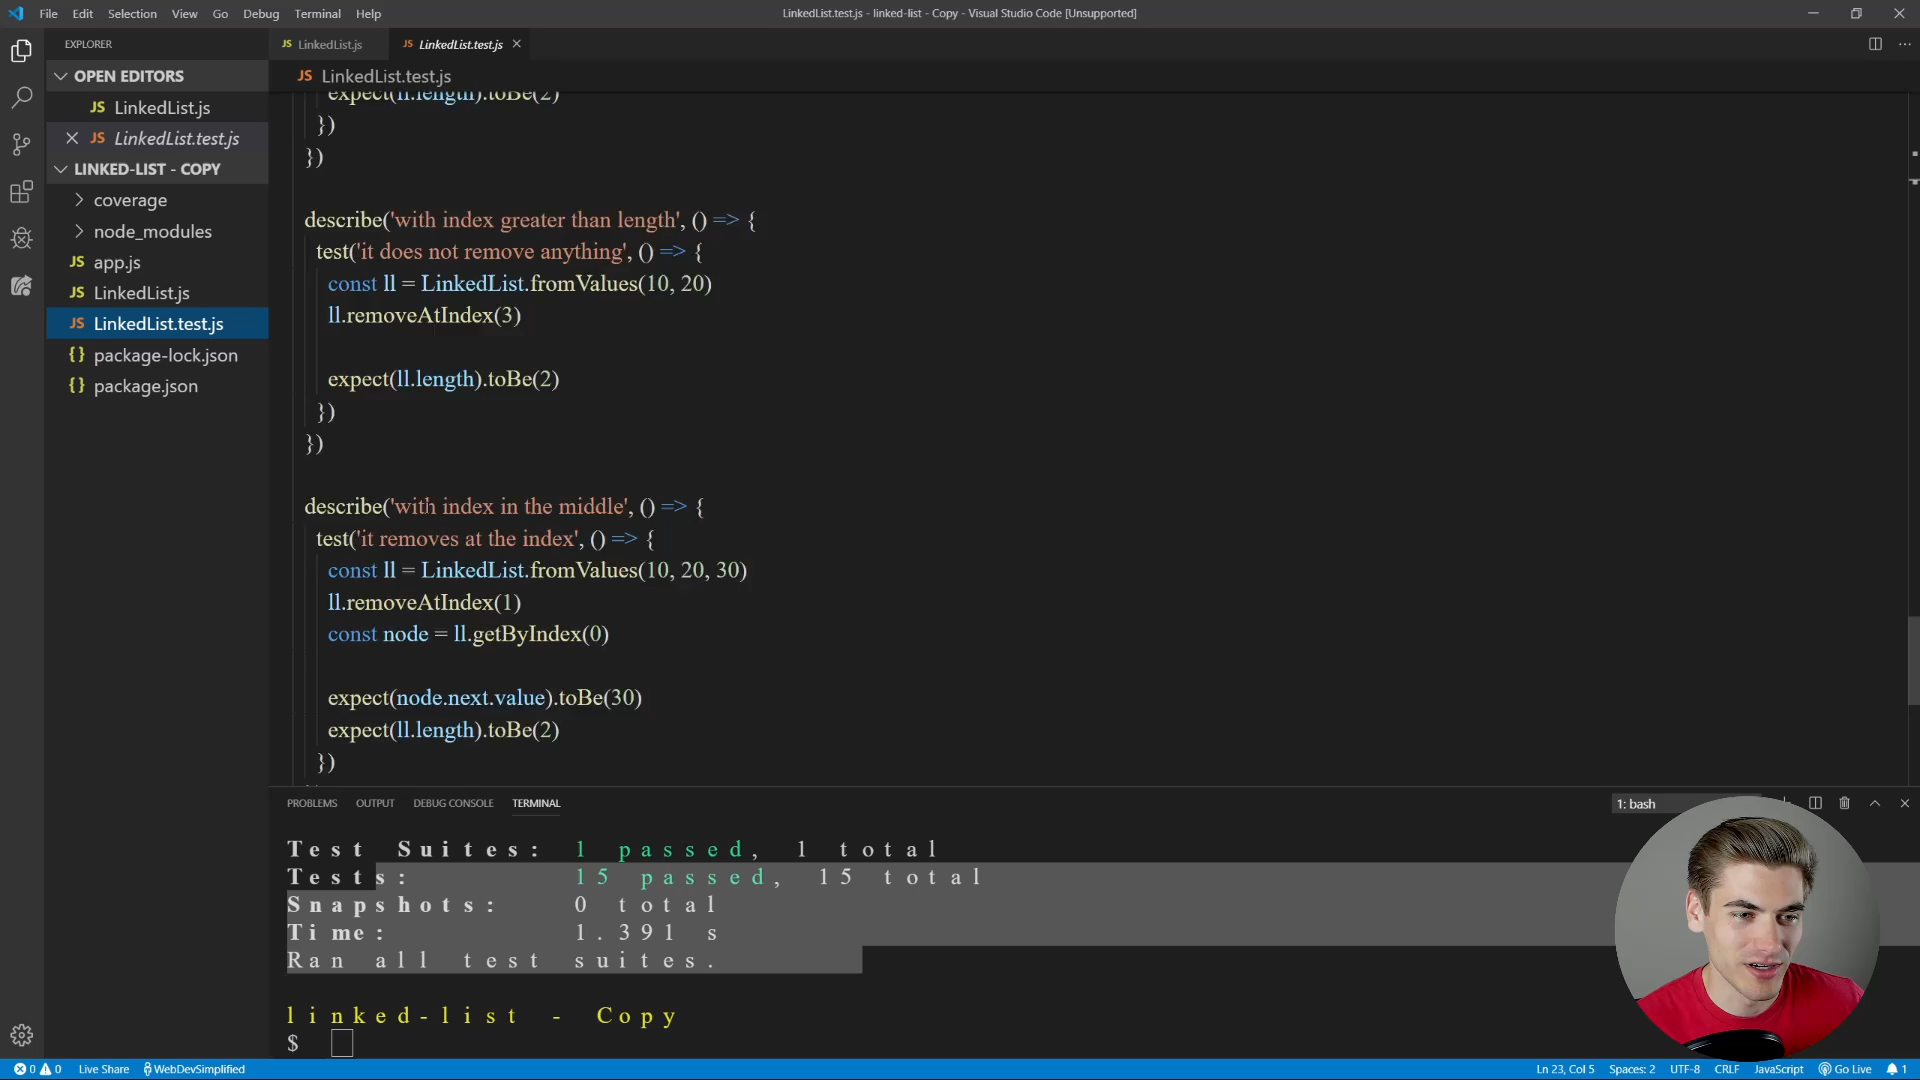 File Edit Selection View Go Debug Terminal Help
LinkedList.test.js - linked-list - Copy - Visual Studio Code [Unsupported]
EXPLORER
JS LinkedList.js
JS LinkedList.test.js
OPEN EDITORS
JS LinkedList.js
JS LinkedList.test.js
LINKED-LIST - COPY
coverage
node_modules
JS app.js
JS LinkedList.js
JS LinkedList.test.js
{} package-lock.json
{} package.json
JS LinkedList.test.js
expect(ll.length).toBe(2)
})
})
describe('with index greater than length', () => {
test('it does not remove anything', () => {
const ll = LinkedList.fromValues(10, 20)
ll.removeAtIndex(3)
expect(ll.length).toBe(2)
})
})
describe('with index in the middle', () => {
test('it removes at the index', () => {
const ll = LinkedList.fromValues(10, 20, 30)
ll.removeAtIndex(1)
const node = ll.getByIndex(0)
expect(node.next.value).toBe(30)
expect(ll.length).toBe(2)
})
PROBLEMS OUTPUT DEBUG CONSOLE TERMINAL
1: bash
Test Suites: 1 passed, 1 total
Tests: 15 passed, 15 total
Snapshots: 0 total
Time: 1.391 s
Ran all test suites.
linked-list - Copy
$
0 0 Live Share WebDevSimplified
Ln 23, Col 5 Spaces: 2 UTF-8 CRLF JavaScript Go Live 1